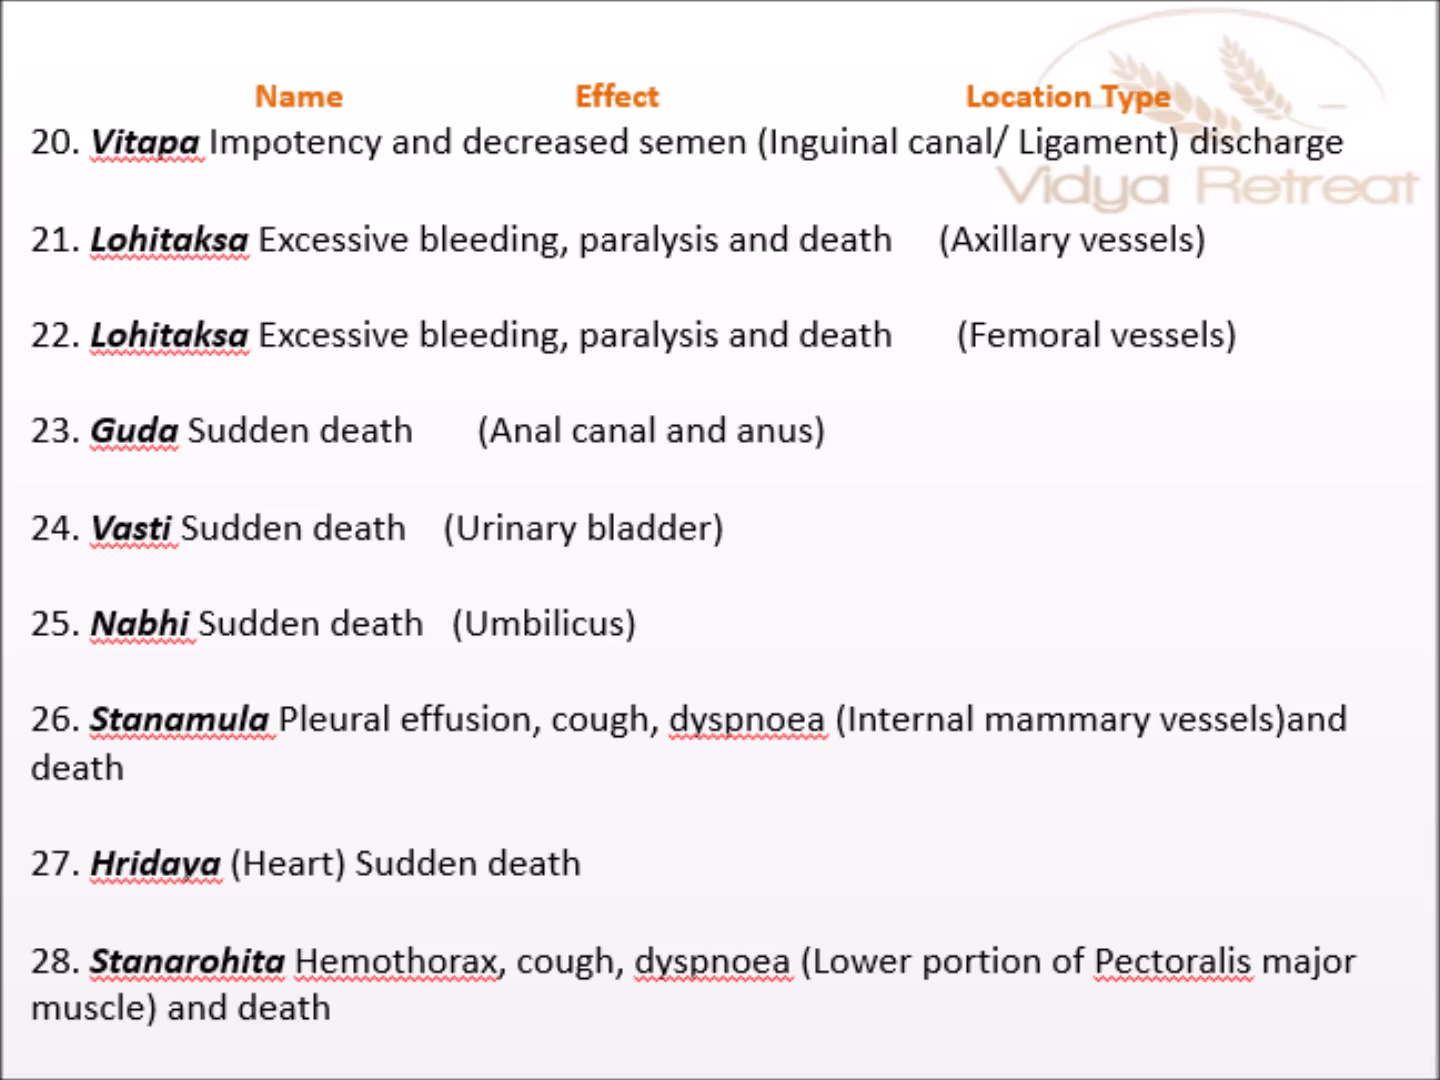 Name Effect Location Type
20. Vitapa Impotency and decreased semen (Inguinal canal/ Ligament) discharge
Vidya Retreat
21. Lohitaksa Excessive bleeding, paralysis and death (Axillary vessels)
22. Lohitaksa Excessive bleeding, paralysis and death (Femoral vessels)
23. Guda Sudden death (Anal canal and anus)
24. Vasti Sudden death (Urinary bladder)
25. Nabhi Sudden death (Umbilicus)
26. Stanamula Pleural effusion, cough, dyspnoea (Internal mammary vessels)and
death
27. Hridaya (Heart) Sudden death
28. Stanarohita Hemothorax, cough, dyspnoea (Lower portion of Pectoralis major
muscle) and death